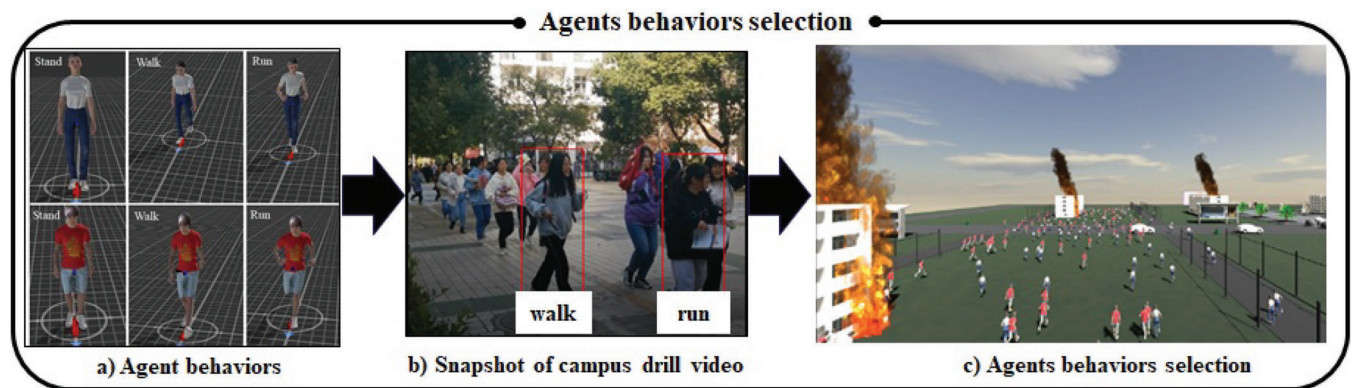 Agents behaviors selection
Stand
Walk
Run
Stand
Walk
Run
walk
run
a) Agent behaviors
b) Snapshot of campus drill video
c) Agents behaviors selection